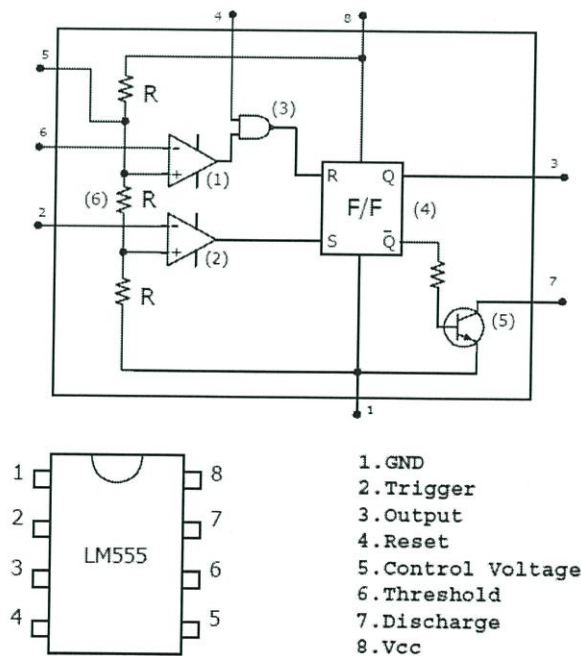 4 8
5
R
(3)
6 - + (1)
R Q 3
(6) R F/F (4)
2 - + (2)
S Q̅
R
7
(5)
1
1 8
2 7
LM555
3 6
4 5
1.GND
2.Trigger
3.Output
4.Reset
5.Control Voltage
6.Threshold
7.Discharge
8.Vcc